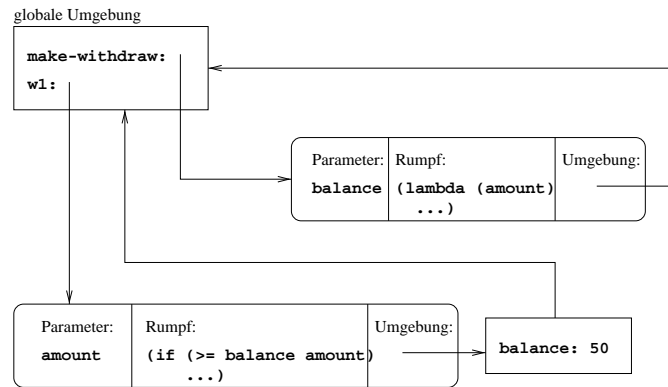 globale Umgebung
make-withdraw:
w1:
Parameter: Rumpf: Umgebung:
balance (lambda (amount)
...)
Parameter: Rumpf: Umgebung:
amount (if (>= balance amount)
...)
balance: 50